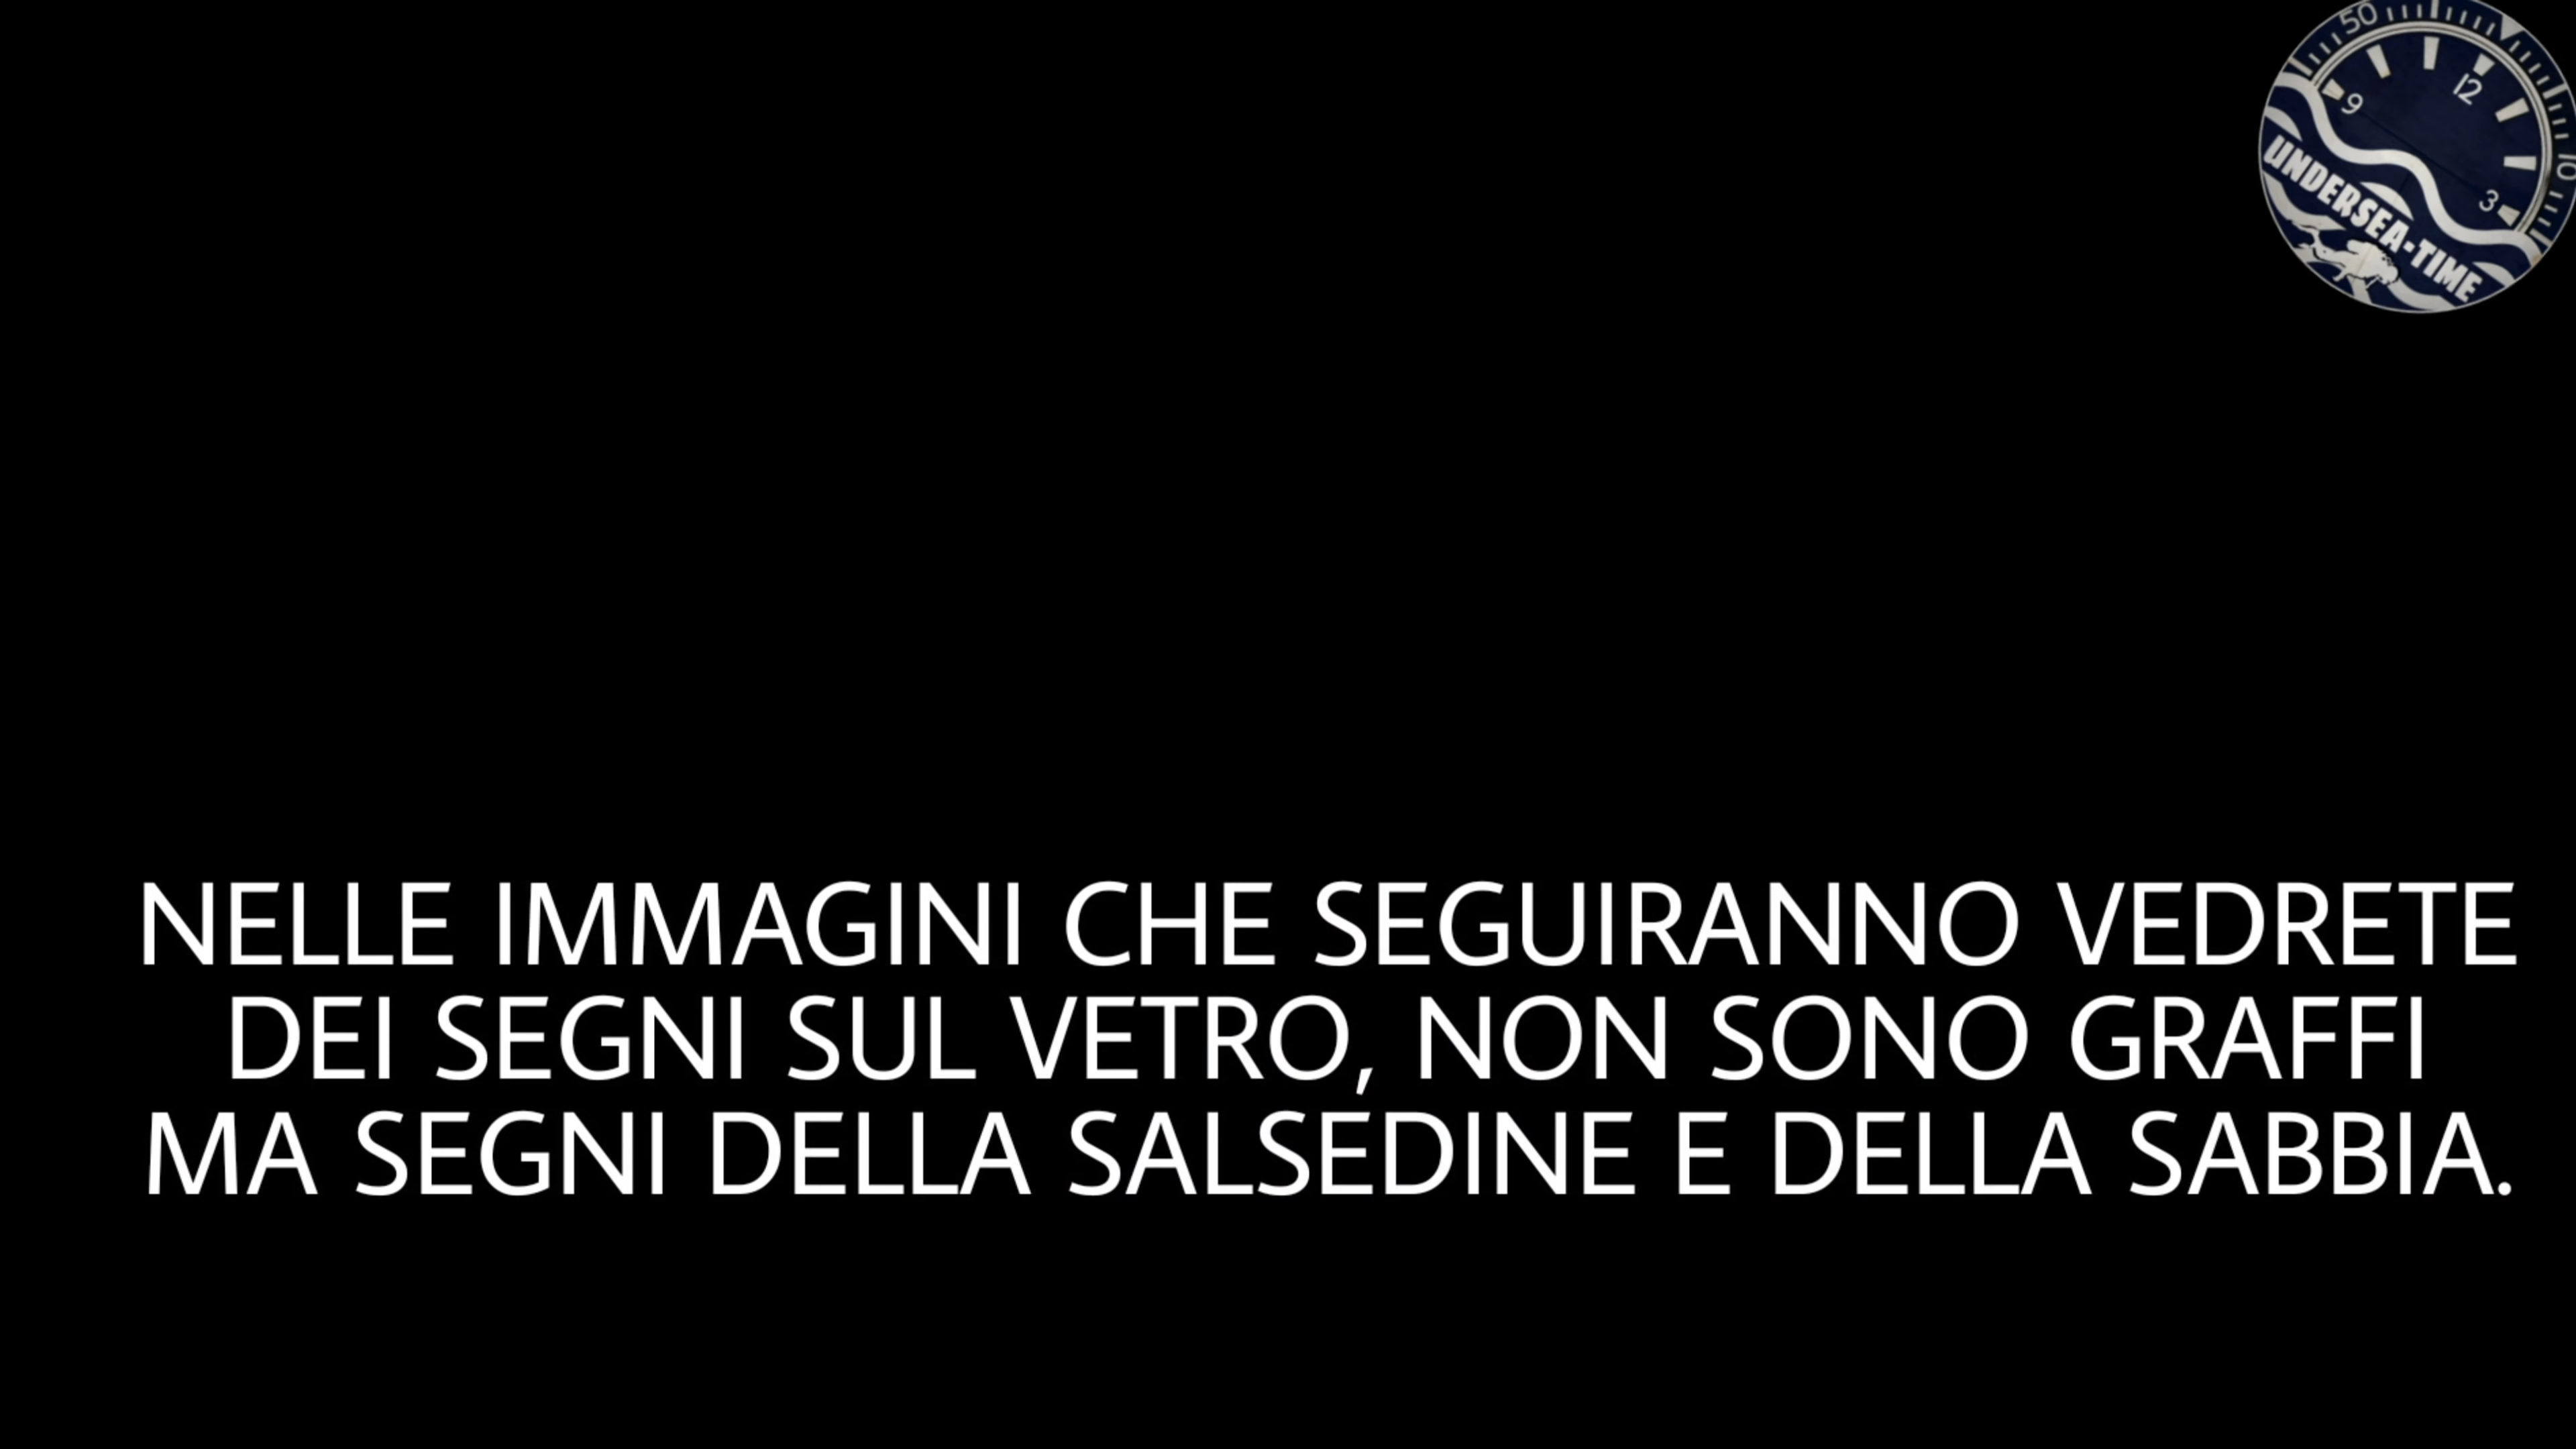 50
10
9
12
3
UNDERSEA-TIME
NELLE IMMAGINI CHE SEGUIRANNO VEDRETE
DEI SEGNI SUL VETRO, NON SONO GRAFFI
MA SEGNI DELLA SALSEDINE E DELLA SABBIA.